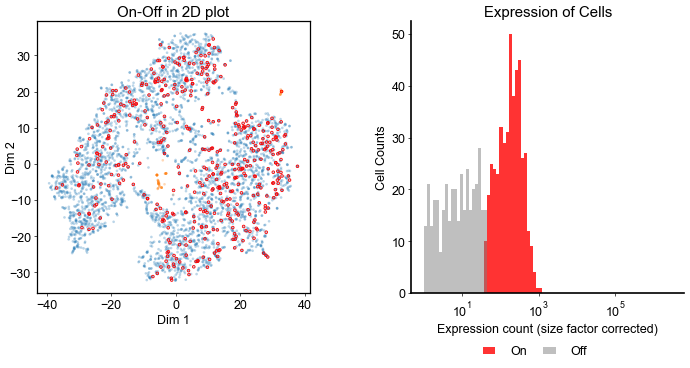 On-Off in 2D plot
30
20
10
0
−10
−20
−30
Dim 2
−40
−20
0
20
40
Dim 1
Expression of Cells
50
40
30
20
10
0
Cell Counts
10^1
10^3
10^5
Expression count (size factor corrected)
On
Off